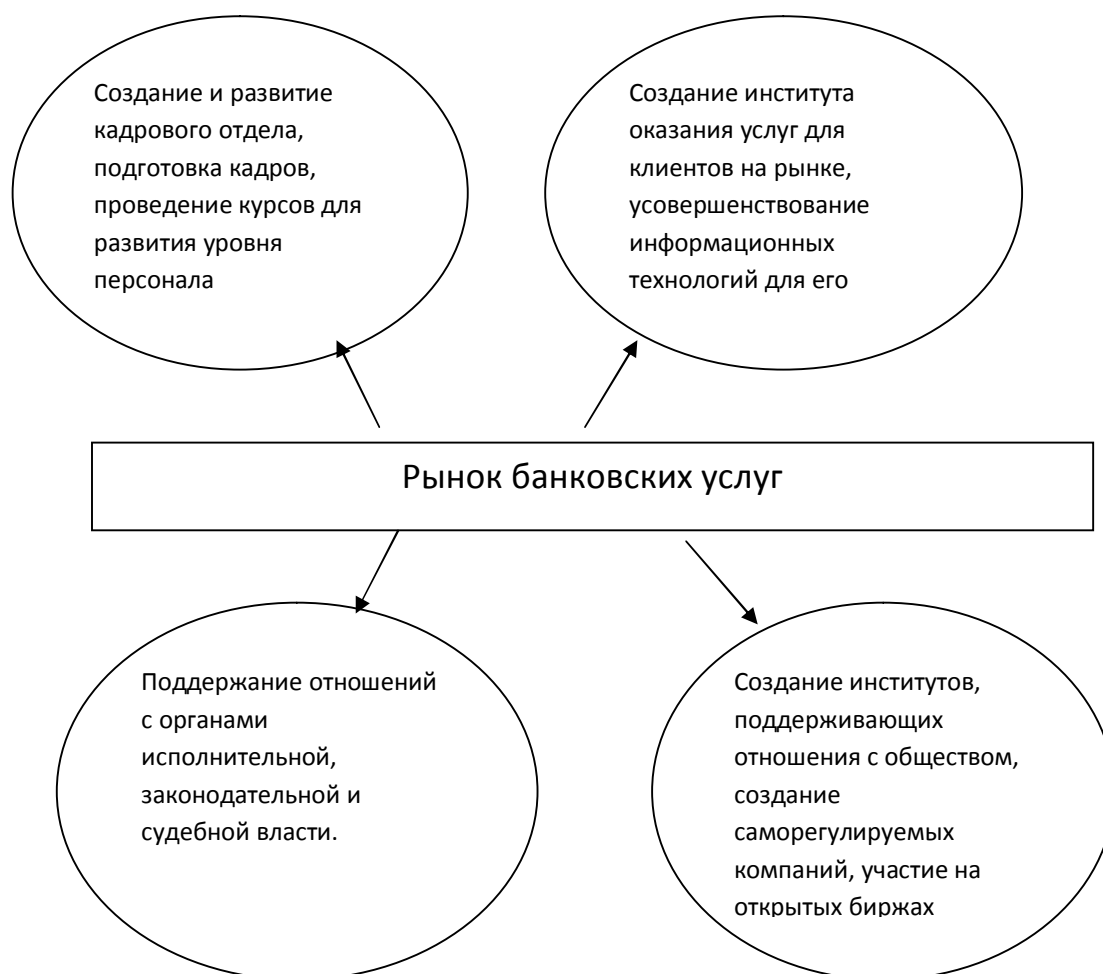 Создание и развитие
кадрового отдела,
подготовка кадров,
проведение курсов для
развития уровня
персонала
Создание института
оказания услуг для
клиентов на рынке,
усовершенствование
информационных
технологий для его
Рынок банковских услуг
Поддержание отношений
с органами
исполнительной,
законодательной и
судебной власти.
Создание институтов,
поддерживающих
отношения с обществом,
создание
саморегулируемых
компаний, участие на
открытых биржах